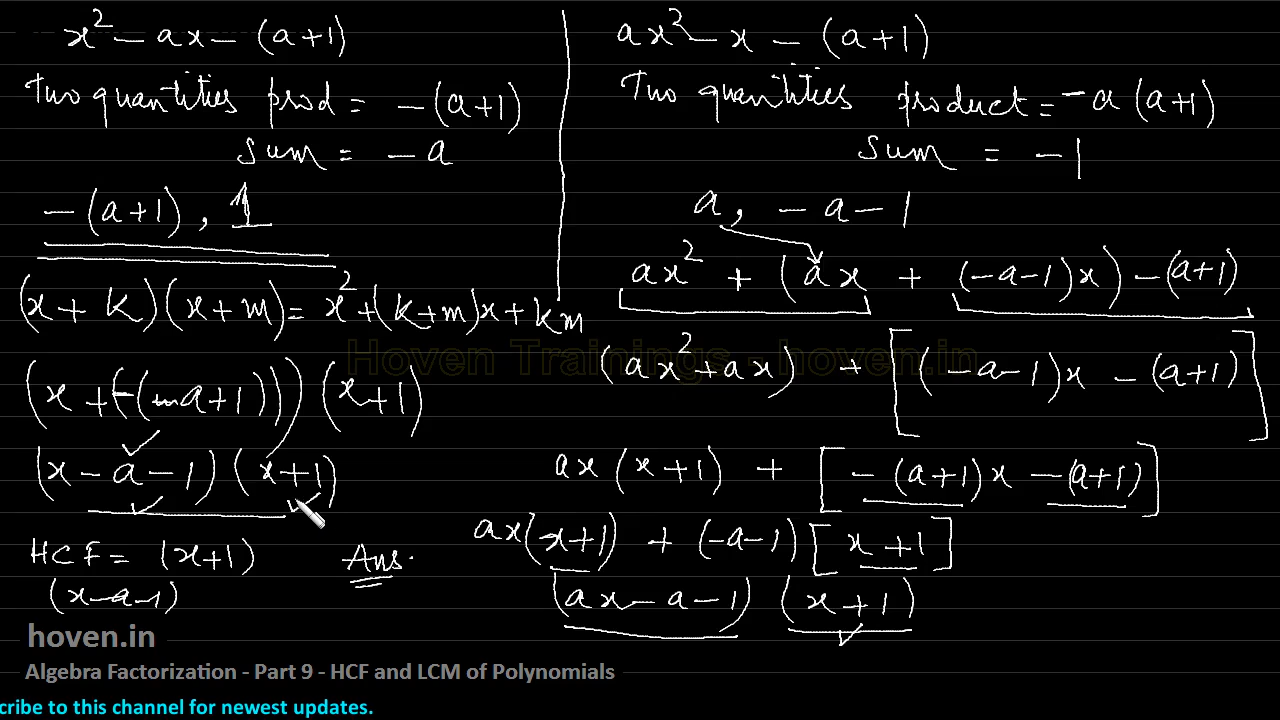 x² - ax - (a+1)
Two quantities prod = - (a+1)
sum = - a
- (a+1) , 1
(x + k)(x + m) = x² + (k+m)x + km
(x + (-(a+1)))(x+1)
(x - a - 1)(x+1)
HCF = (x+1) Ans.
(x-a-1)
ax² - x - (a+1)
Two quantities product = -a (a+1)
sum = -1
a, - a - 1
ax² + (ax + (-a-1)x) - (a+1)
(ax² + ax) + [(-a-1)x - (a+1)]
ax (x+1) + [-(a+1)x - (a+1)]
ax(x+1) + (-a-1)[x+1]
(ax - a - 1) (x+1)
Hoven Trainings - hoven.in
hoven.in
Algebra Factorization - Part 9 - HCF and LCM of Polynomials
cribe to this channel for newest updates.